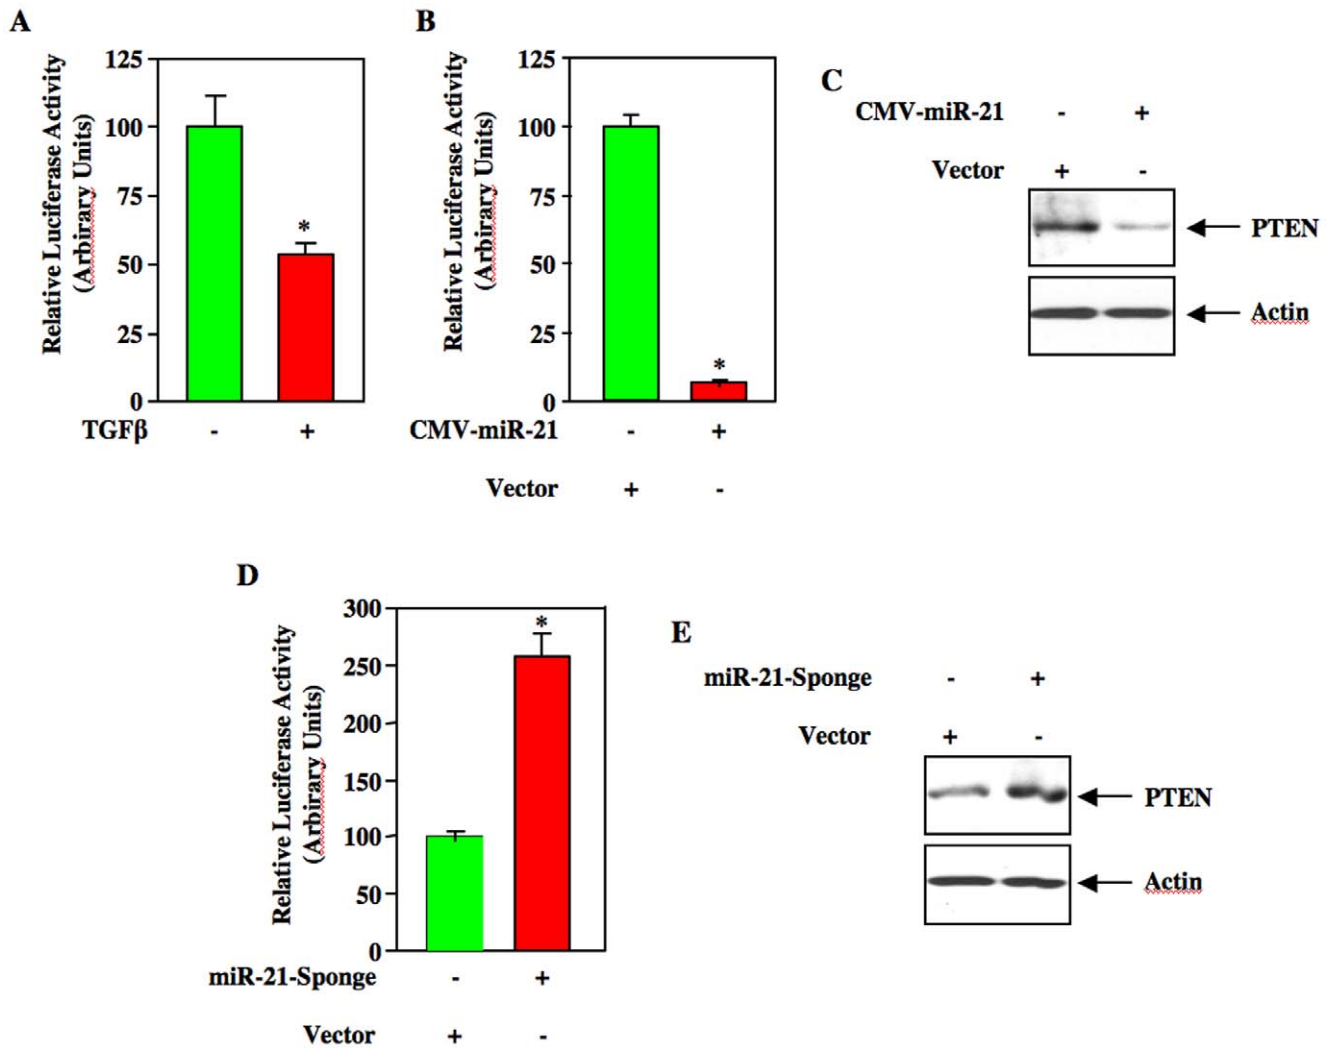 A
Relative Luciferase Activity
(Arbirary Units)
125
100
75
50
25
0
*
TGFβ - +
B
Relative Luciferase Activity
(Arbirary Units)
125
100
75
50
25
0
*
CMV-miR-21 - +
Vector + -
C
CMV-miR-21 - +
Vector + -
PTEN
Actin
D
Relative Luciferase Activity
(Arbirary Units)
300
250
200
150
100
50
0
*
miR-21-Sponge - +
Vector + -
E
miR-21-Sponge - +
Vector + -
PTEN
Actin